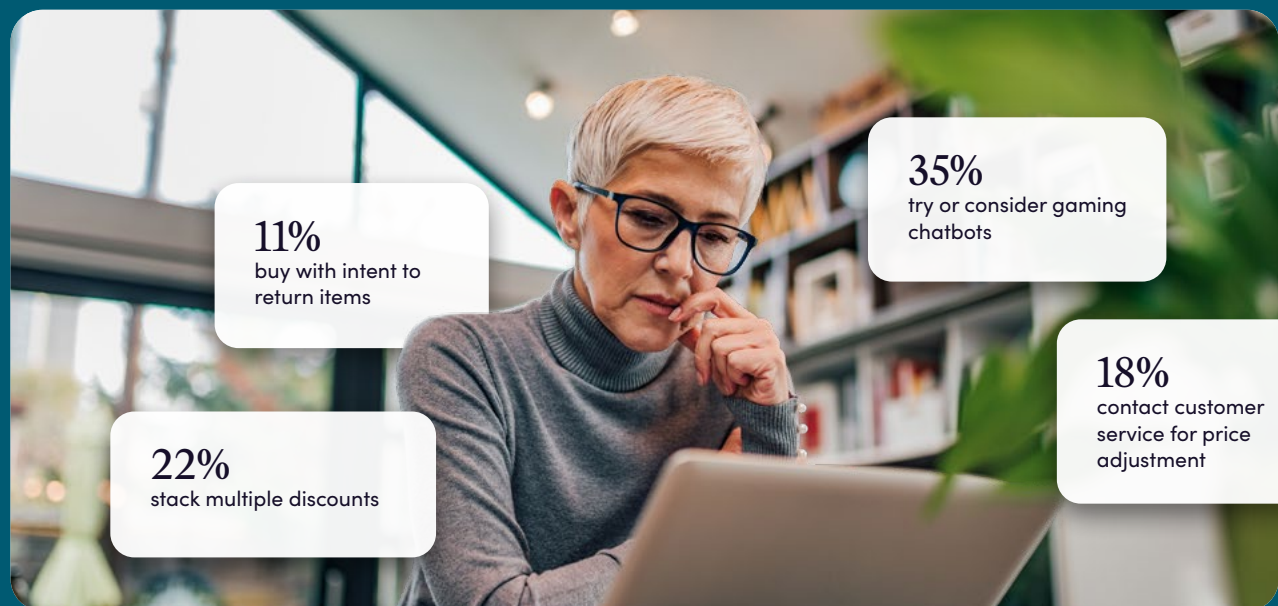 11%
buy with intent to
return items
22%
stack multiple discounts
35%
try or consider gaming
chatbots
18%
contact customer
service for price
adjustment